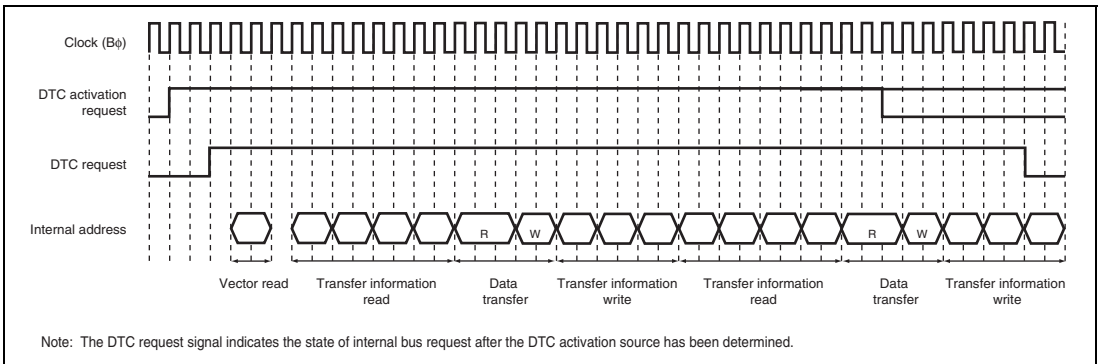 Clock (Bφ)
DTC activation
request
DTC request
Internal address
R
W
R
W
Vector read
Transfer information
read
Data
transfer
Transfer information
write
Transfer information
read
Data
transfer
Transfer information
write
Note: The DTC request signal indicates the state of internal bus request after the DTC activation source has been determined.